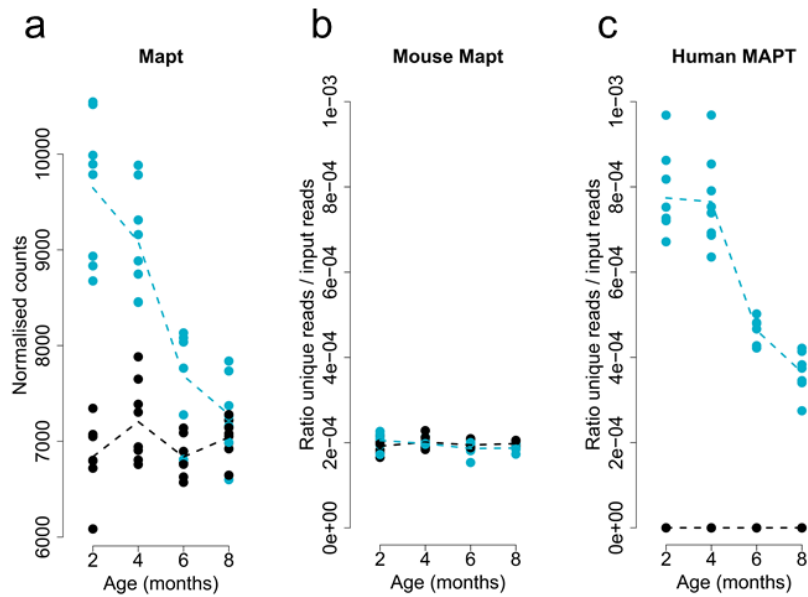 a
Mapt
Normalised counts
10000
9000
8000
7000
6000
2 4 6 8
Age (months)
b
Mouse Mapt
Ratio unique reads / input reads
1e−03
8e−04
6e−04
4e−04
2e−04
0e+00
2 4 6 8
Age (months)
c
Human MAPT
Ratio unique reads / input reads
1e−03
8e−04
6e−04
4e−04
2e−04
0e+00
2 4 6 8
Age (months)